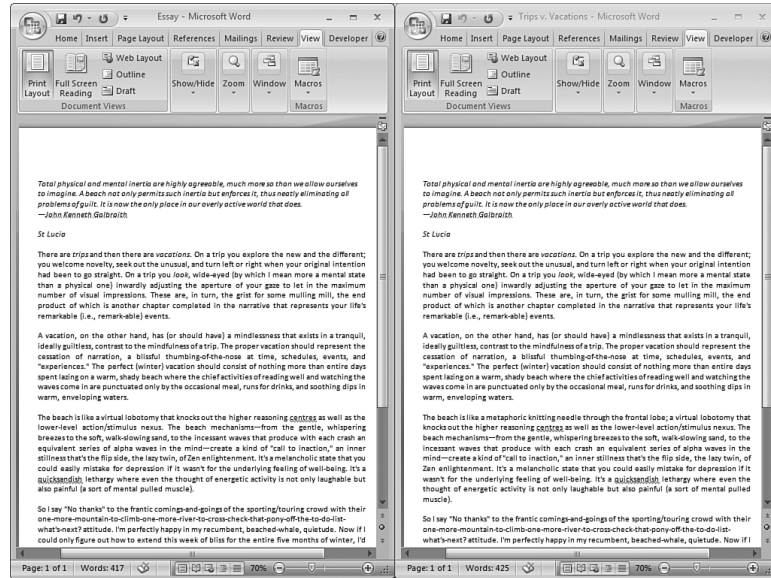 Essay - Microsoft Word
Home Insert Page Layout References Mailings Review View Developer
Print Layout
Full Screen Reading
Web Layout
Outline
Draft
Show/Hide
Zoom
Window
Macros
Document Views
Macros
Total physical and mental inertia are highly agreeable, much more so than we allow ourselves
to imagine. A beach not only permits such inertia but enforces it, thus neatly eliminating all
problems of guilt. It is now the only place in our overly active world that does.
—John Kenneth Galbraith
St Lucia
There are trips and then there are vacations. On a trip you explore the new and the different;
you welcome novelty, seek out the unusual, and turn left or right when your original intention
had been to go straight. On a trip you look, wide-eyed (by which I mean more a mental state
than a physical one) inwardly adjusting the aperture of your gaze to let in the maximum
number of visual impressions. These are, in turn, the grist for some mulling mill, the end
product of which is another chapter completed in the narrative that represents your life's
remarkable (i.e., remarkable) events.
A vacation, on the other hand, has (or should have) a mindlessness that exists in a tranquil,
ideally guiltless, contrast to the mindfulness of a trip. The proper vacation should represent the
cessation of narration, a blissful thumbing-of-the-nose at time, schedules, events, and
"experiences." The perfect (winter) vacation should consist of nothing more than entire days
spent lazing on a warm, shady beach where the chief activities of reading well and watching the
waves come in are punctuated only by the occasional meal, runs for drinks, and soothing dips in
warm, enveloping waters.
The beach is like a virtual lobotomy that knocks out the higher reasoning centres as well as the
lower-level action/stimulus nexus. The beach mechanisms—from the gentle, whispering
breezes to the soft, walk-slowing sand, to the incessant waves that produce with each crash an
equivalent series of alpha waves in the mind—create a kind of "call to inaction," an inner
stillness that's the flip side, the lazy twin, of Zen enlightenment. It's a melancholic state that you
could easily mistake for depression if it wasn't for the underlying feeling of well-being. It's a
quicksandish lethargy where even the thought of energetic activity is not only laughable but
also painful (a sort of mental pulled
muscle).
So I say "No thanks" to the frantic comings-and-goings of the sporting crowd with their
one-more-mountain-to-climb-one-more-river-to-cross-check-that-pony-off-the-to-do-list-
what's-next? attitude. I'm perfectly happy in my recumbent, beached-whale, quietude. Now if I
could only figure out how to extend this week of bliss for the entire five months of winter, I'd
Page: 1 of 1 Words: 417 70%
Trips v. Vacations - Microsoft Word
Home Insert Page Layout References Mailings Review View Developer
Print Layout
Full Screen Reading
Web Layout
Outline
Draft
Show/Hide
Zoom
Window
Macros
Document Views
Macros
Total physical and mental inertia are highly agreeable, much more so than we allow ourselves
to imagine. A beach not only permits such inertia but enforces it, thus neatly eliminating all
problems of guilt. It is now the only place in our overly active world that does.
—John Kenneth Galbraith
St Lucia
There are trips and then there are vacations. On a trip you explore the new and the different;
you welcome novelty, seek out the unusual, and turn left or right when your original intention
had been to go straight. On a trip you look, wide-eyed (by which I mean more a mental state
than a physical one) inwardly adjusting the aperture of your gaze to let in the maximum
number of visual impressions. These are, in turn, the grist for some mulling mill, the end
product of which is another chapter completed in the narrative that represents your life's
remarkable (i.e., remarkable) events.
A vacation, on the other hand, has (or should have) a mindlessness that exists in a tranquil,
ideally guiltless, contrast to the mindfulness of a trip. The proper vacation should represent the
cessation of narration, a blissful thumbing-of-the-nose at time, schedules, events, and
"experiences." The perfect (winter) vacation should consist of nothing more than entire days
spent lazing on a warm, shady beach where the chief activities of reading well and watching the
waves come in are punctuated only by the occasional meal, runs for drinks, and soothing dips in
warm, enveloping waters.
The beach is like a metaphoric knitting needle through the frontal lobe; a virtual lobotomy that
knocks out the higher reasoning centres as well as the lower-level action/stimulus nexus. The
beach mechanisms—from the gentle, whispering breezes to the soft, walk-slowing sand, to the
incessant waves that produce with each crash an equivalent series of alpha waves in the
mind—create a kind of "call to inaction," an inner stillness that's the flip side, the lazy twin, of
Zen enlightenment. It's a melancholic state that you could easily mistake for depression if it
wasn't for the underlying feeling of well-being. It's a quicksandish lethargy where even the
thought of energetic activity is not only laughable but also painful (a sort of mental pulled
muscle).
So I say "No thanks" to the frantic comings-and-goings of the sporting crowd with their
one-more-mountain-to-climb-one-more-river-to-cross-check-that-pony-off-the-to-do-list-
what's-next? attitude. I'm perfectly happy in my recumbent, beached-whale, quietude. Now if I
Page: 1 of 1 Words: 425 70%